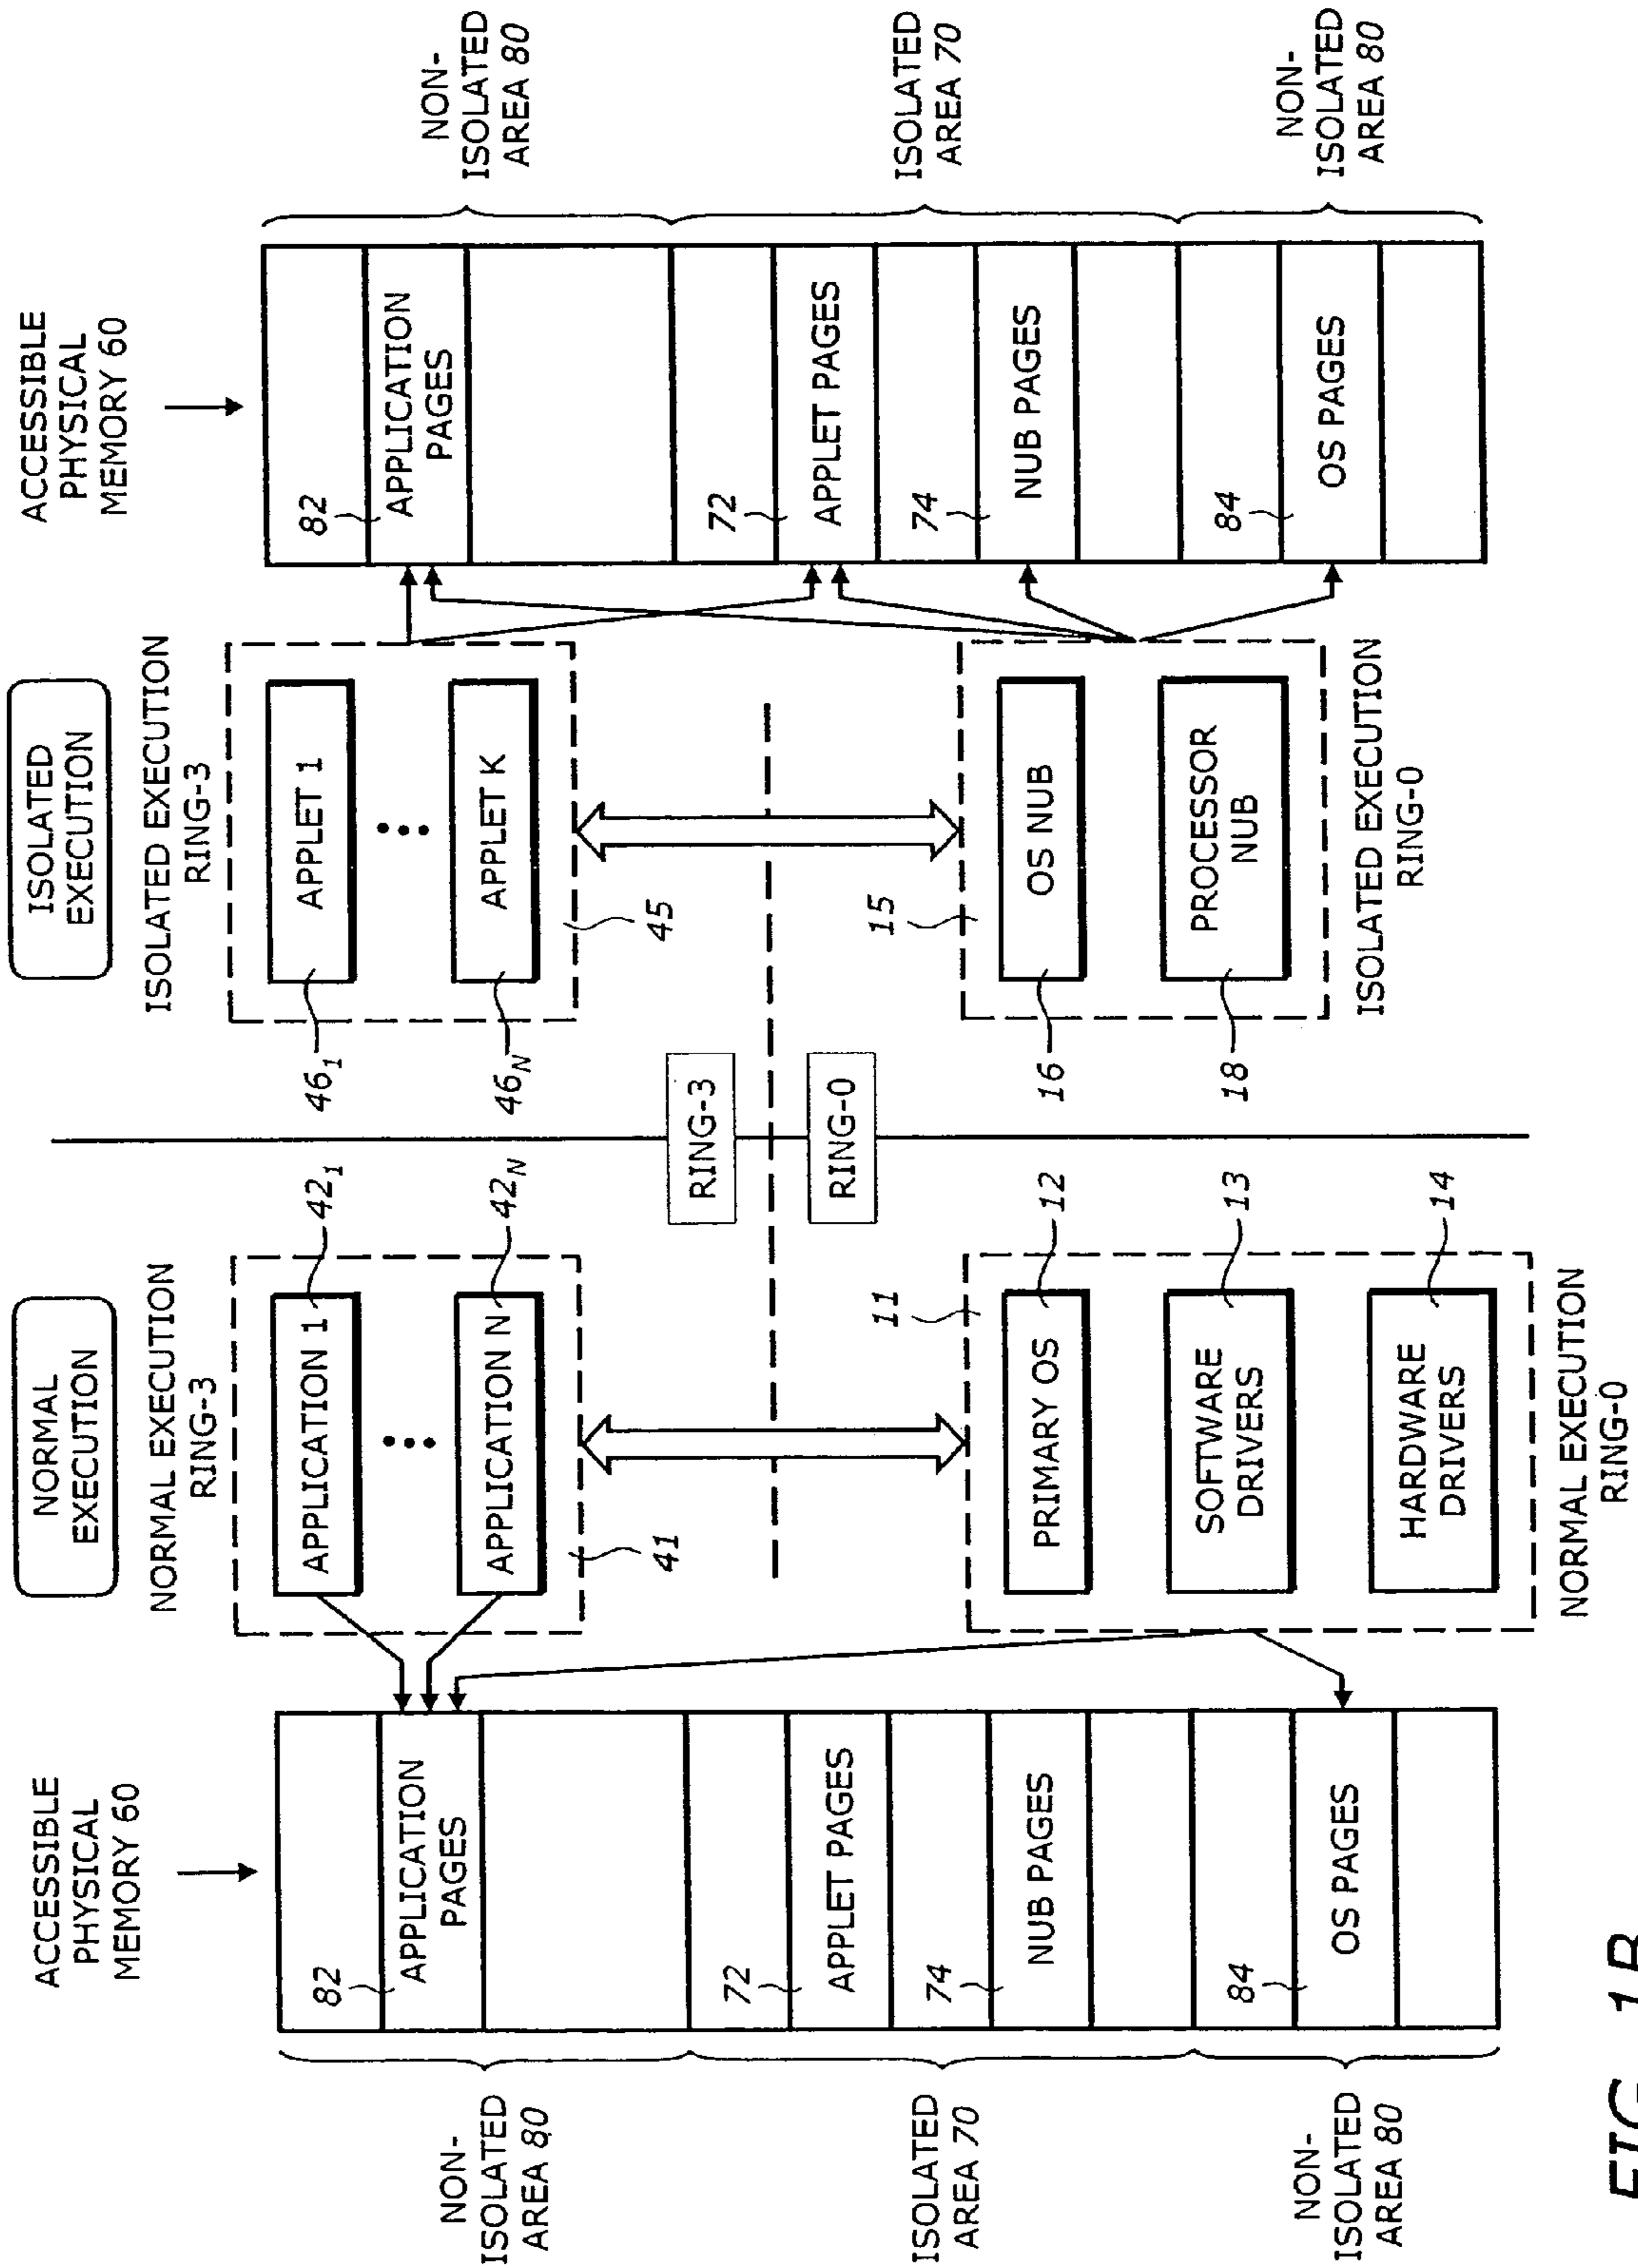 ACCESSIBLE
PHYSICAL
MEMORY 60
NON-
ISOLATED
AREA 80
ISOLATED
AREA 70
NON-
ISOLATED
AREA 80
82
APPLICATION
PAGES
72
APPLET PAGES
74
NUB PAGES
84
OS PAGES
NORMAL
EXECUTION
NORMAL EXECUTION
RING-3
APPLICATION 1
42₁
•••
APPLICATION N
42N
41
11
PRIMARY OS
12
SOFTWARE
DRIVERS
13
HARDWARE
DRIVERS
14
NORMAL EXECUTION
RING-0
RING-3
RING-0
ISOLATED
EXECUTION
ISOLATED EXECUTION
RING-3
46₁
APPLET 1
•••
46N
APPLET K
45
15
16
OS NUB
18
PROCESSOR
NUB
ISOLATED EXECUTION
RING-0
ACCESSIBLE
PHYSICAL
MEMORY 60
82
APPLICATION
PAGES
72
APPLET PAGES
74
NUB PAGES
84
OS PAGES
NON-
ISOLATED
AREA 80
ISOLATED
AREA 70
NON-
ISOLATED
AREA 80
FIG. 1B